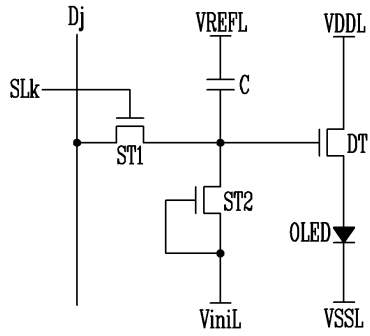 Dj
VREFL
VDDL
SLk
C
ST1
DT
ST2
OLED
ViniL
VSSL